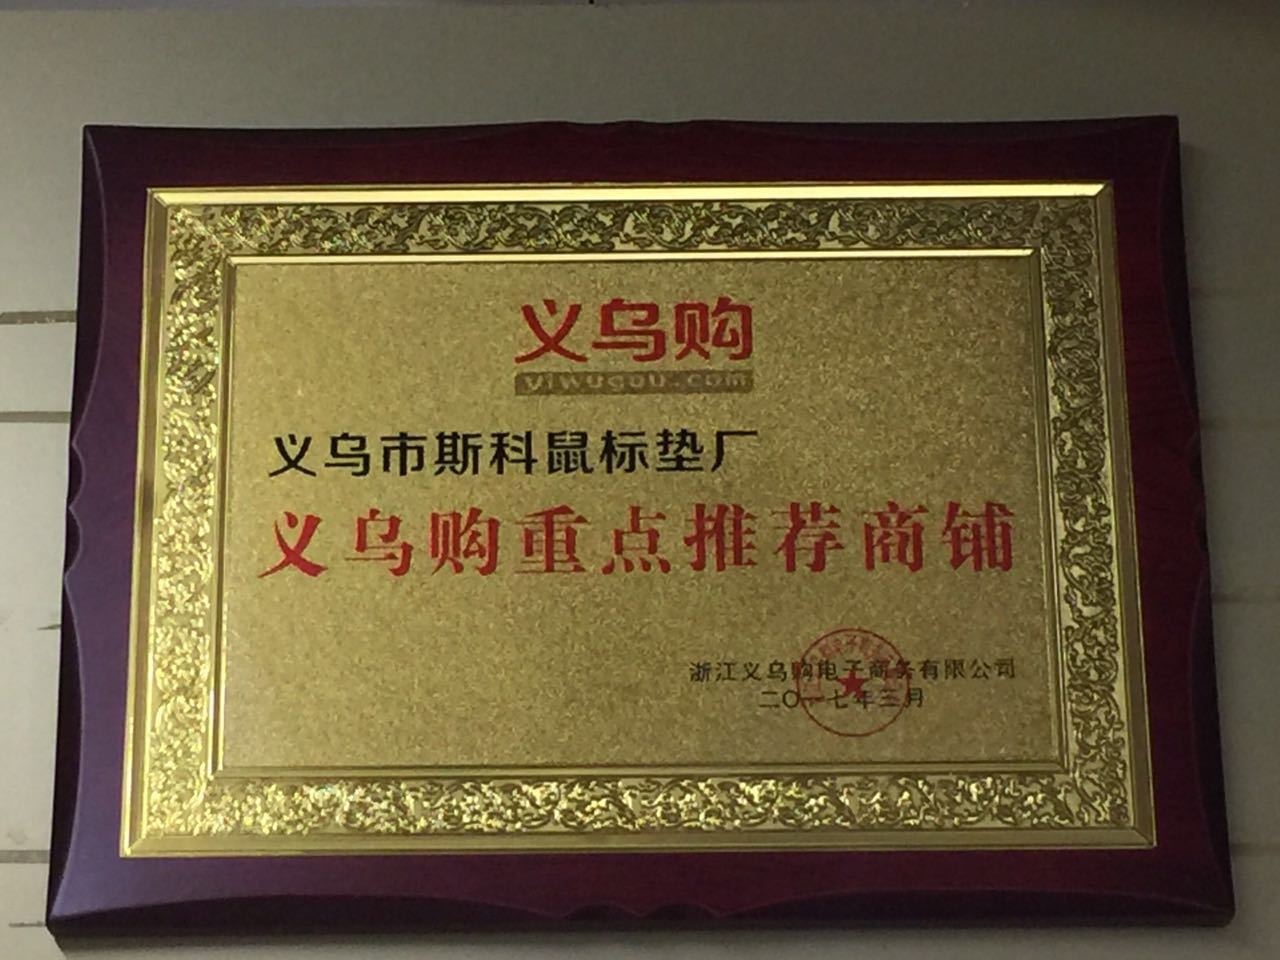 义乌购
yiwugou.com
义乌市斯科鼠标垫厂
义乌购重点推荐商铺
浙江义乌购电子商务有限公司
二〇一七年三月